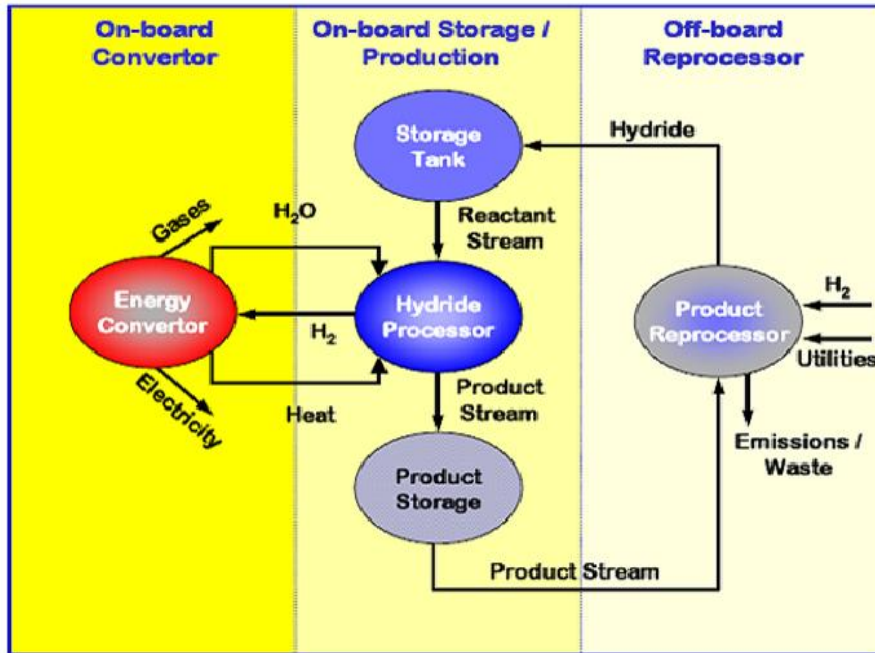 On-board
Convertor
On-board Storage /
Production
Off-board
Reprocessor
Storage
Tank
Hydride
Gases
H₂O
Reactant
Stream
Energy
Convertor
H₂
Hydride
Processor
Product
Reprocessor
H₂
Utilities
Electricity
Heat
Product
Stream
Emissions /
Waste
Product
Storage
Product Stream